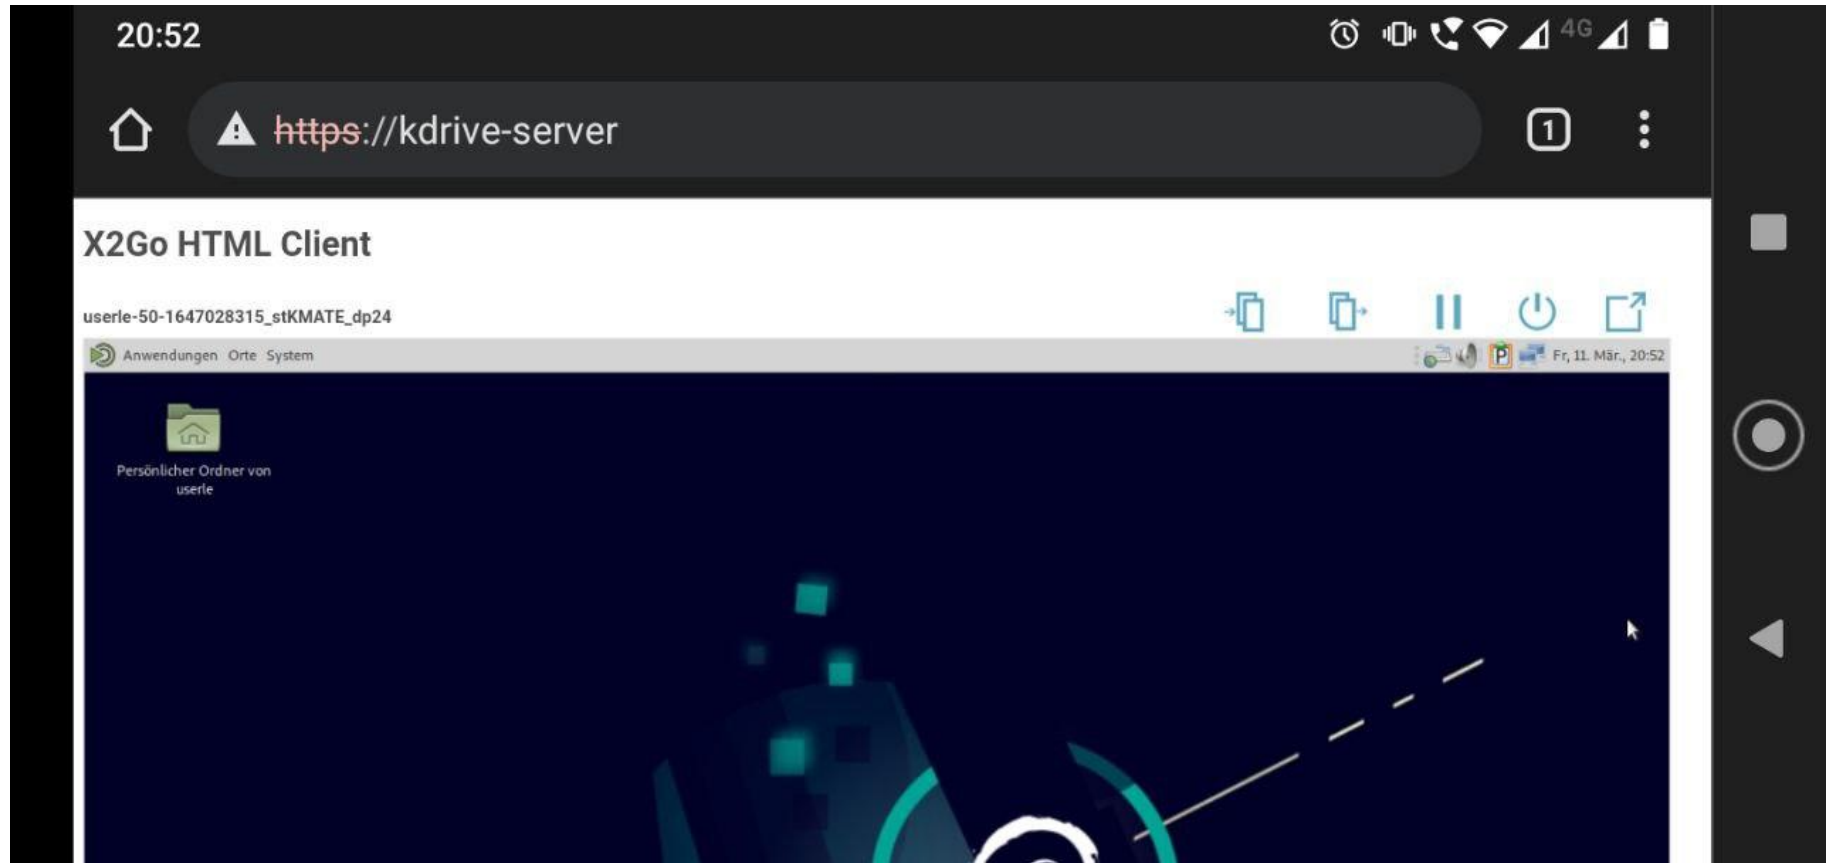 20:52
4G
https://kdrive-server
1
X2Go HTML Client
userle-50-1647028315_stKMATE_dp24
Anwendungen Orte System
P
Fr, 11. Mär., 20:52
Persönlicher Ordner von
userle